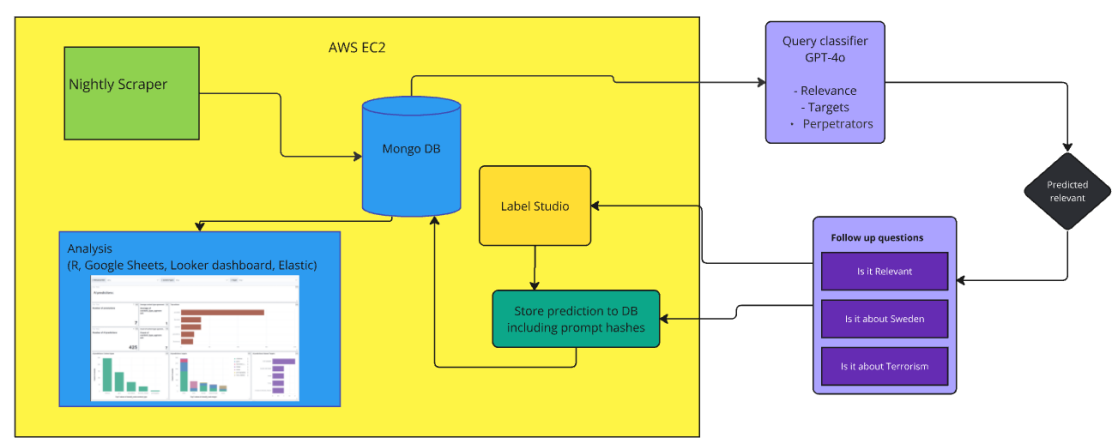 AWS EC2
Nightly Scraper
Mongo DB
Label Studio
Store prediction to DB
including prompt hashes
Analysis
(R, Google Sheets, Looker dashboard, Elastic)
Query classifier
GPT-4o
- Relevance
- Targets
· Perpetrators
Predicted
relevant
Follow up questions
Is it Relevant
Is it about Sweden
Is it about Terrorism